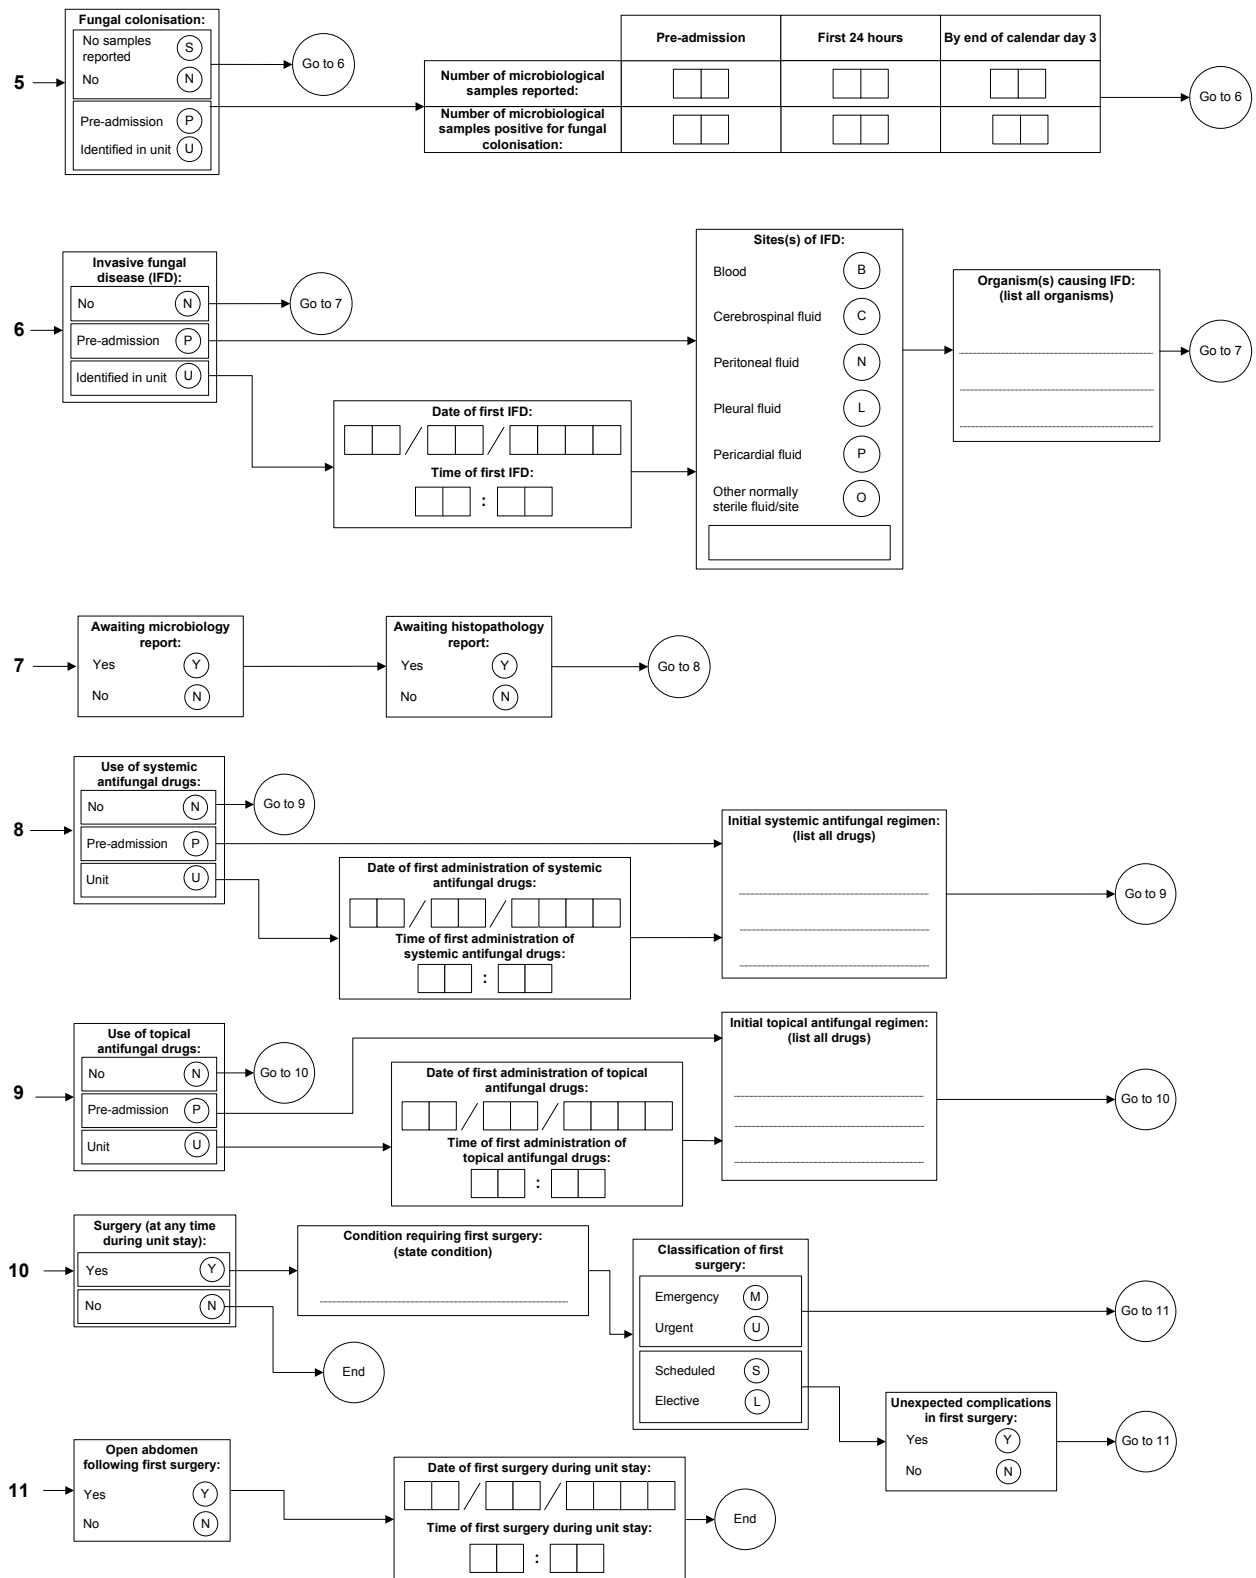 Fungal colonisation:
No samples
reported
S
No
N
Pre-admission
P
Identified in unit
U
5
Go to 6
Pre-admission
First 24 hours
By end of calendar day 3
Number of microbiological
samples reported:
Number of microbiological
samples positive for fungal
colonisation:
Go to 6
6
Invasive fungal
disease (IFD):
No
N
Pre-admission
P
Identified in unit
U
Go to 7
Date of first IFD:
/ /
Time of first IFD:
:
Sites(s) of IFD:
Blood
B
Cerebrospinal fluid
C
Peritoneal fluid
N
Pleural fluid
L
Pericardial fluid
P
Other normally
sterile fluid/site
O
Organism(s) causing IFD:
(list all organisms)
Go to 7
7
Awaiting microbiology
report:
Yes
Y
No
N
Awaiting histopathology
report:
Yes
Y
No
N
Go to 8
8
Use of systemic
antifungal drugs:
No
N
Pre-admission
P
Unit
U
Go to 9
Date of first administration of systemic
antifungal drugs:
/ /
Time of first administration of
systemic antifungal drugs:
:
Initial systemic antifungal regimen:
(list all drugs)
Go to 9
9
Use of topical
antifungal drugs:
No
N
Pre-admission
P
Unit
U
Go to 10
Date of first administration of topical
antifungal drugs:
/ /
Time of first administration of
topical antifungal drugs:
:
Initial topical antifungal regimen:
(list all drugs)
Go to 10
10
Surgery (at any time
during unit stay):
Yes
Y
No
N
End
Condition requiring first surgery:
(state condition)
Classification of first
surgery:
Emergency
M
Urgent
U
Scheduled
S
Elective
L
Go to 11
Unexpected complications
in first surgery:
Yes
Y
No
N
Go to 11
11
Open abdomen
following first surgery:
Yes
Y
No
N
Date of first surgery during unit stay:
/ /
Time of first surgery during unit stay:
:
End